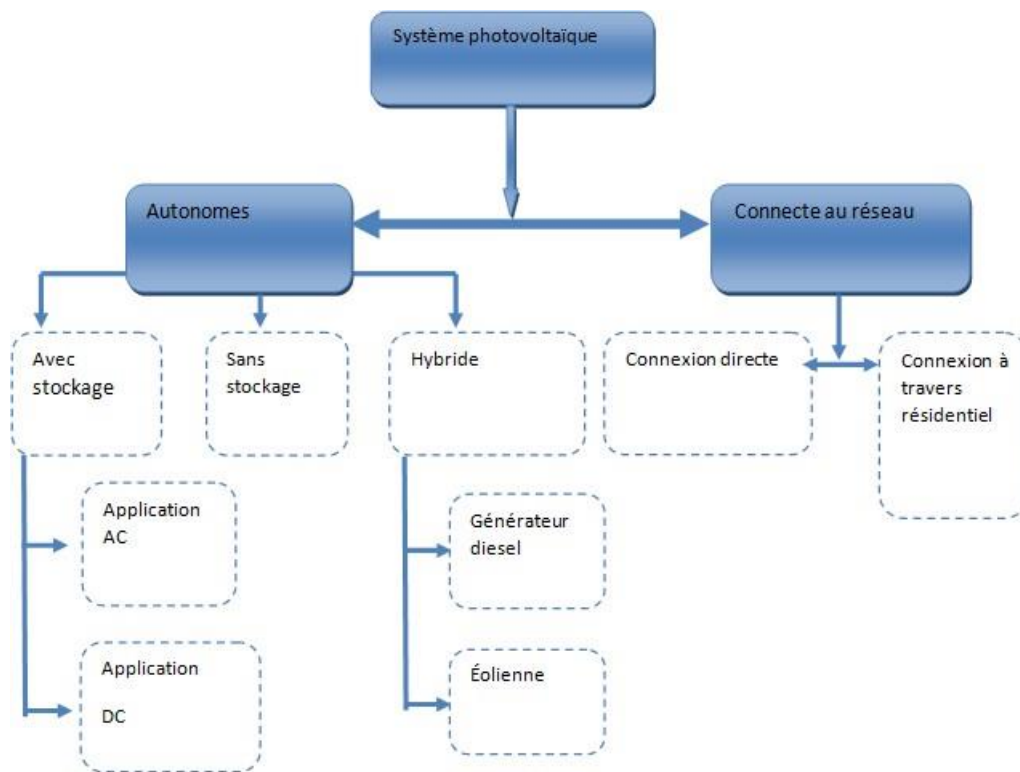 Système photovoltaïque
Autonomes
Connecte au réseau
Avec
stockage
Sans
stockage
Hybride
Connexion directe
Connexion à
travers
résidentiel
Application
AC
Générateur
diesel
Application
DC
Éolienne